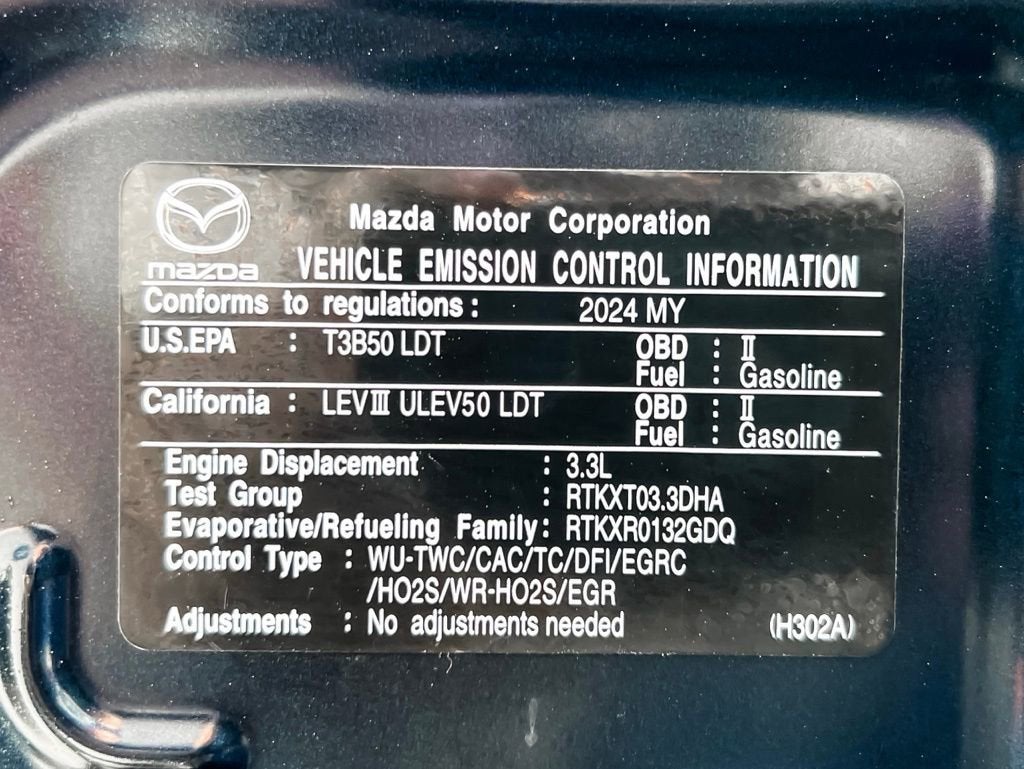 mazda
Mazda Motor Corporation
VEHICLE EMISSION CONTROL INFORMATION
Conforms to regulations : 2024 MY
U.S.EPA : T3B50 LDT OBD : II
Fuel : Gasoline
California : LEVIII ULEV50 LDT OBD : II
Fuel : Gasoline
Engine Displacement : 3.3L
Test Group : RTKXT03.3DHA
Evaporative/Refueling Family : RTKXR0132GDQ
Control Type : WU-TWC/CAC/TC/DFI/EGRC
/HO2S/WR-HO2S/EGR
Adjustments : No adjustments needed (H302A)